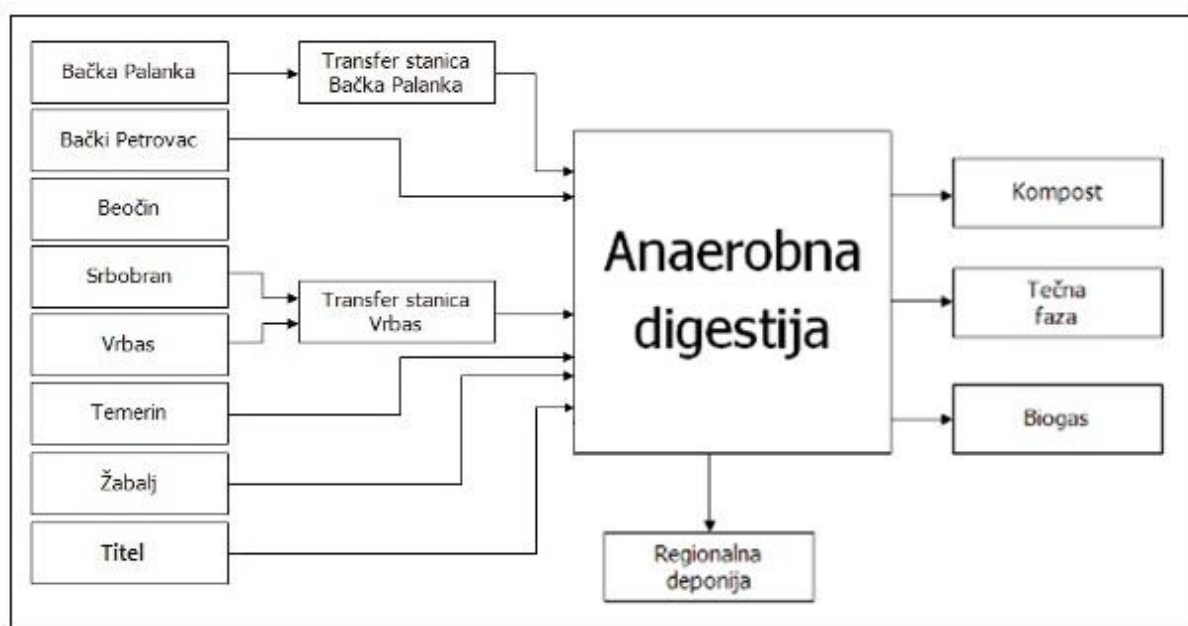 Bačka Palanka
Transfer stanica
Bačka Palanka
Bački Petrovac
Beočin
Srbobran
Vrbas
Transfer stanica
Vrbas
Temerin
Žabalj
Titel
Anaerobna
digestija
Kompost
Tečna
faza
Biogas
Regionalna
deponija